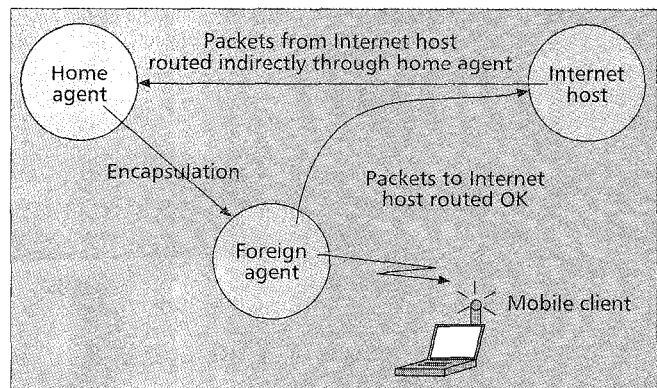 Packets from Internet host
routed indirectly through home agent
Home
agent
Internet
host
Encapsulation
Packets to Internet
host routed OK
Foreign
agent
Mobile client